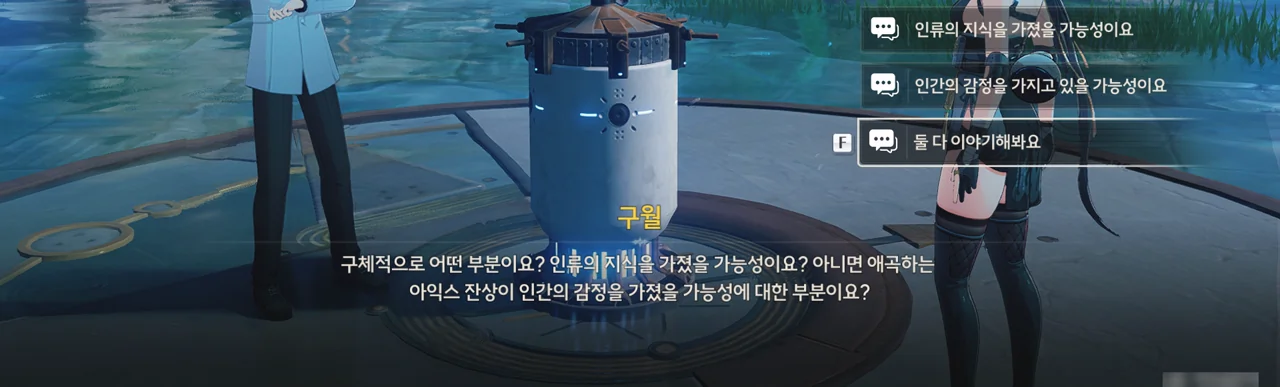 인류의 지식을 가졌을 가능성이요
인간의 감정을 가지고 있을 가능성이요
F
둘 다 이야기해봐요
구월
구체적으로 어떤 부분이요? 인류의 지식을 가졌을 가능성이요? 아니면 애곡하는
아익스 잔상이 인간의 감정을 가졌을 가능성에 대한 부분이요?